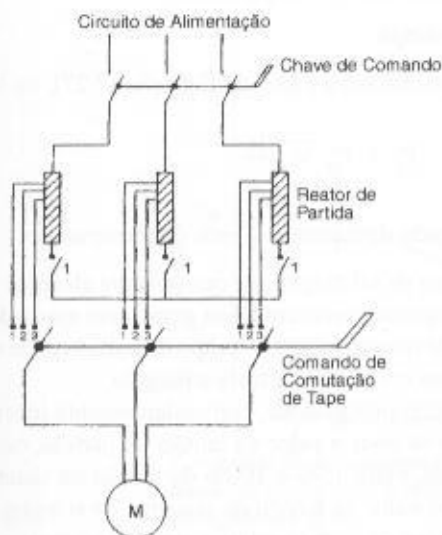 Circuito de Alimentação
Chave de Comando
Reator de
Partida
1
1
1
1 2 3
1 2 3
1 2 3
Comando de
Comutação
de Tape
M